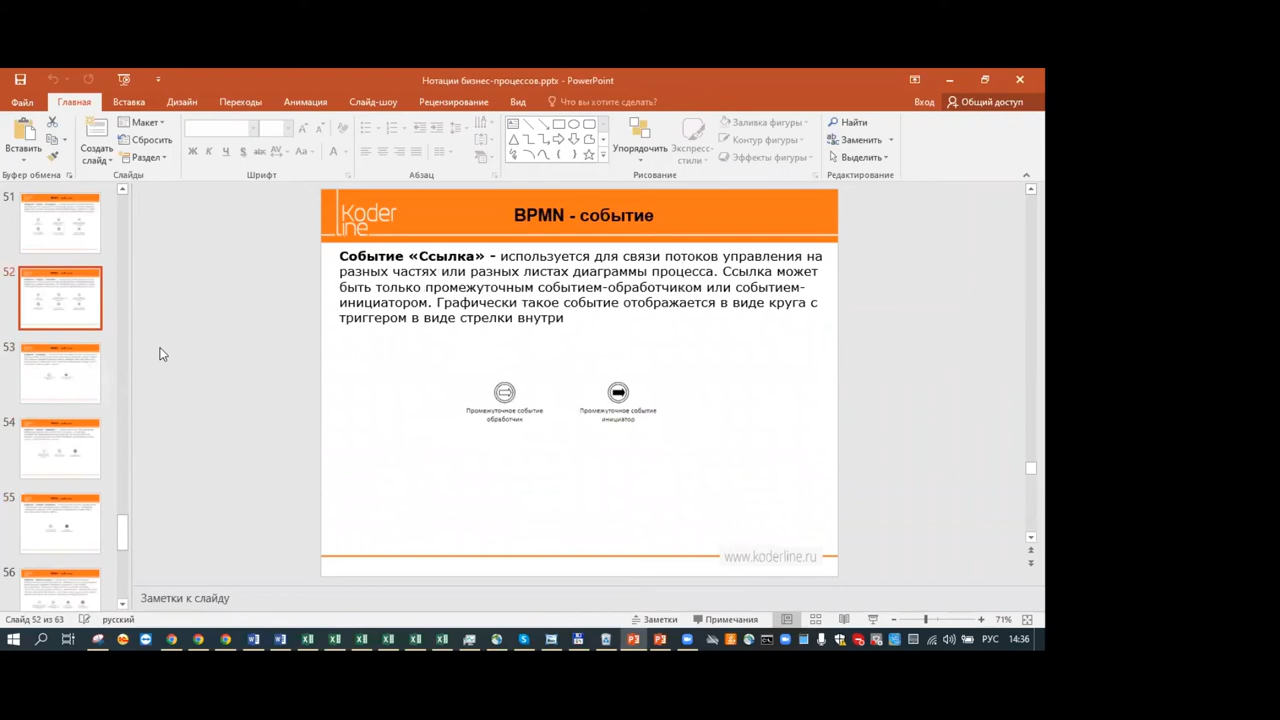 Нотации бизнес-процессов.pptx - PowerPoint
Файл
Главная
Вставка
Дизайн
Переходы
Анимация
Слайд-шоу
Рецензирование
Вид
Что вы хотите сделать?
Вход
Общий доступ
Вставить
Создать слайд
Макет
Сбросить
Раздел
Ж К Ч S abc AV Aa А
Упорядочить
Экспресс-стили
Заливка фигуры
Контур фигуры
Эффекты фигуры
Найти
Заменить
Выделить
Буфер обмена
Слайды
Шрифт
Абзац
Рисование
Редактирование
51
52
53
54
55
56
Koder
line
BPMN - событие
Событие «Ссылка» - используется для связи потоков управления на
разных частях или разных листах диаграммы процесса. Ссылка может
быть только промежуточным событием-обработчиком или событием-
инициатором. Графически такое событие отображается в виде круга с
триггером в виде стрелки внутри
Промежуточное событие
обработчик
Промежуточное событие
инициатор
www.koderline.ru
Заметки к слайду
Слайд 52 из 63
русский
Заметки
Примечания
71%
РУС
14:36